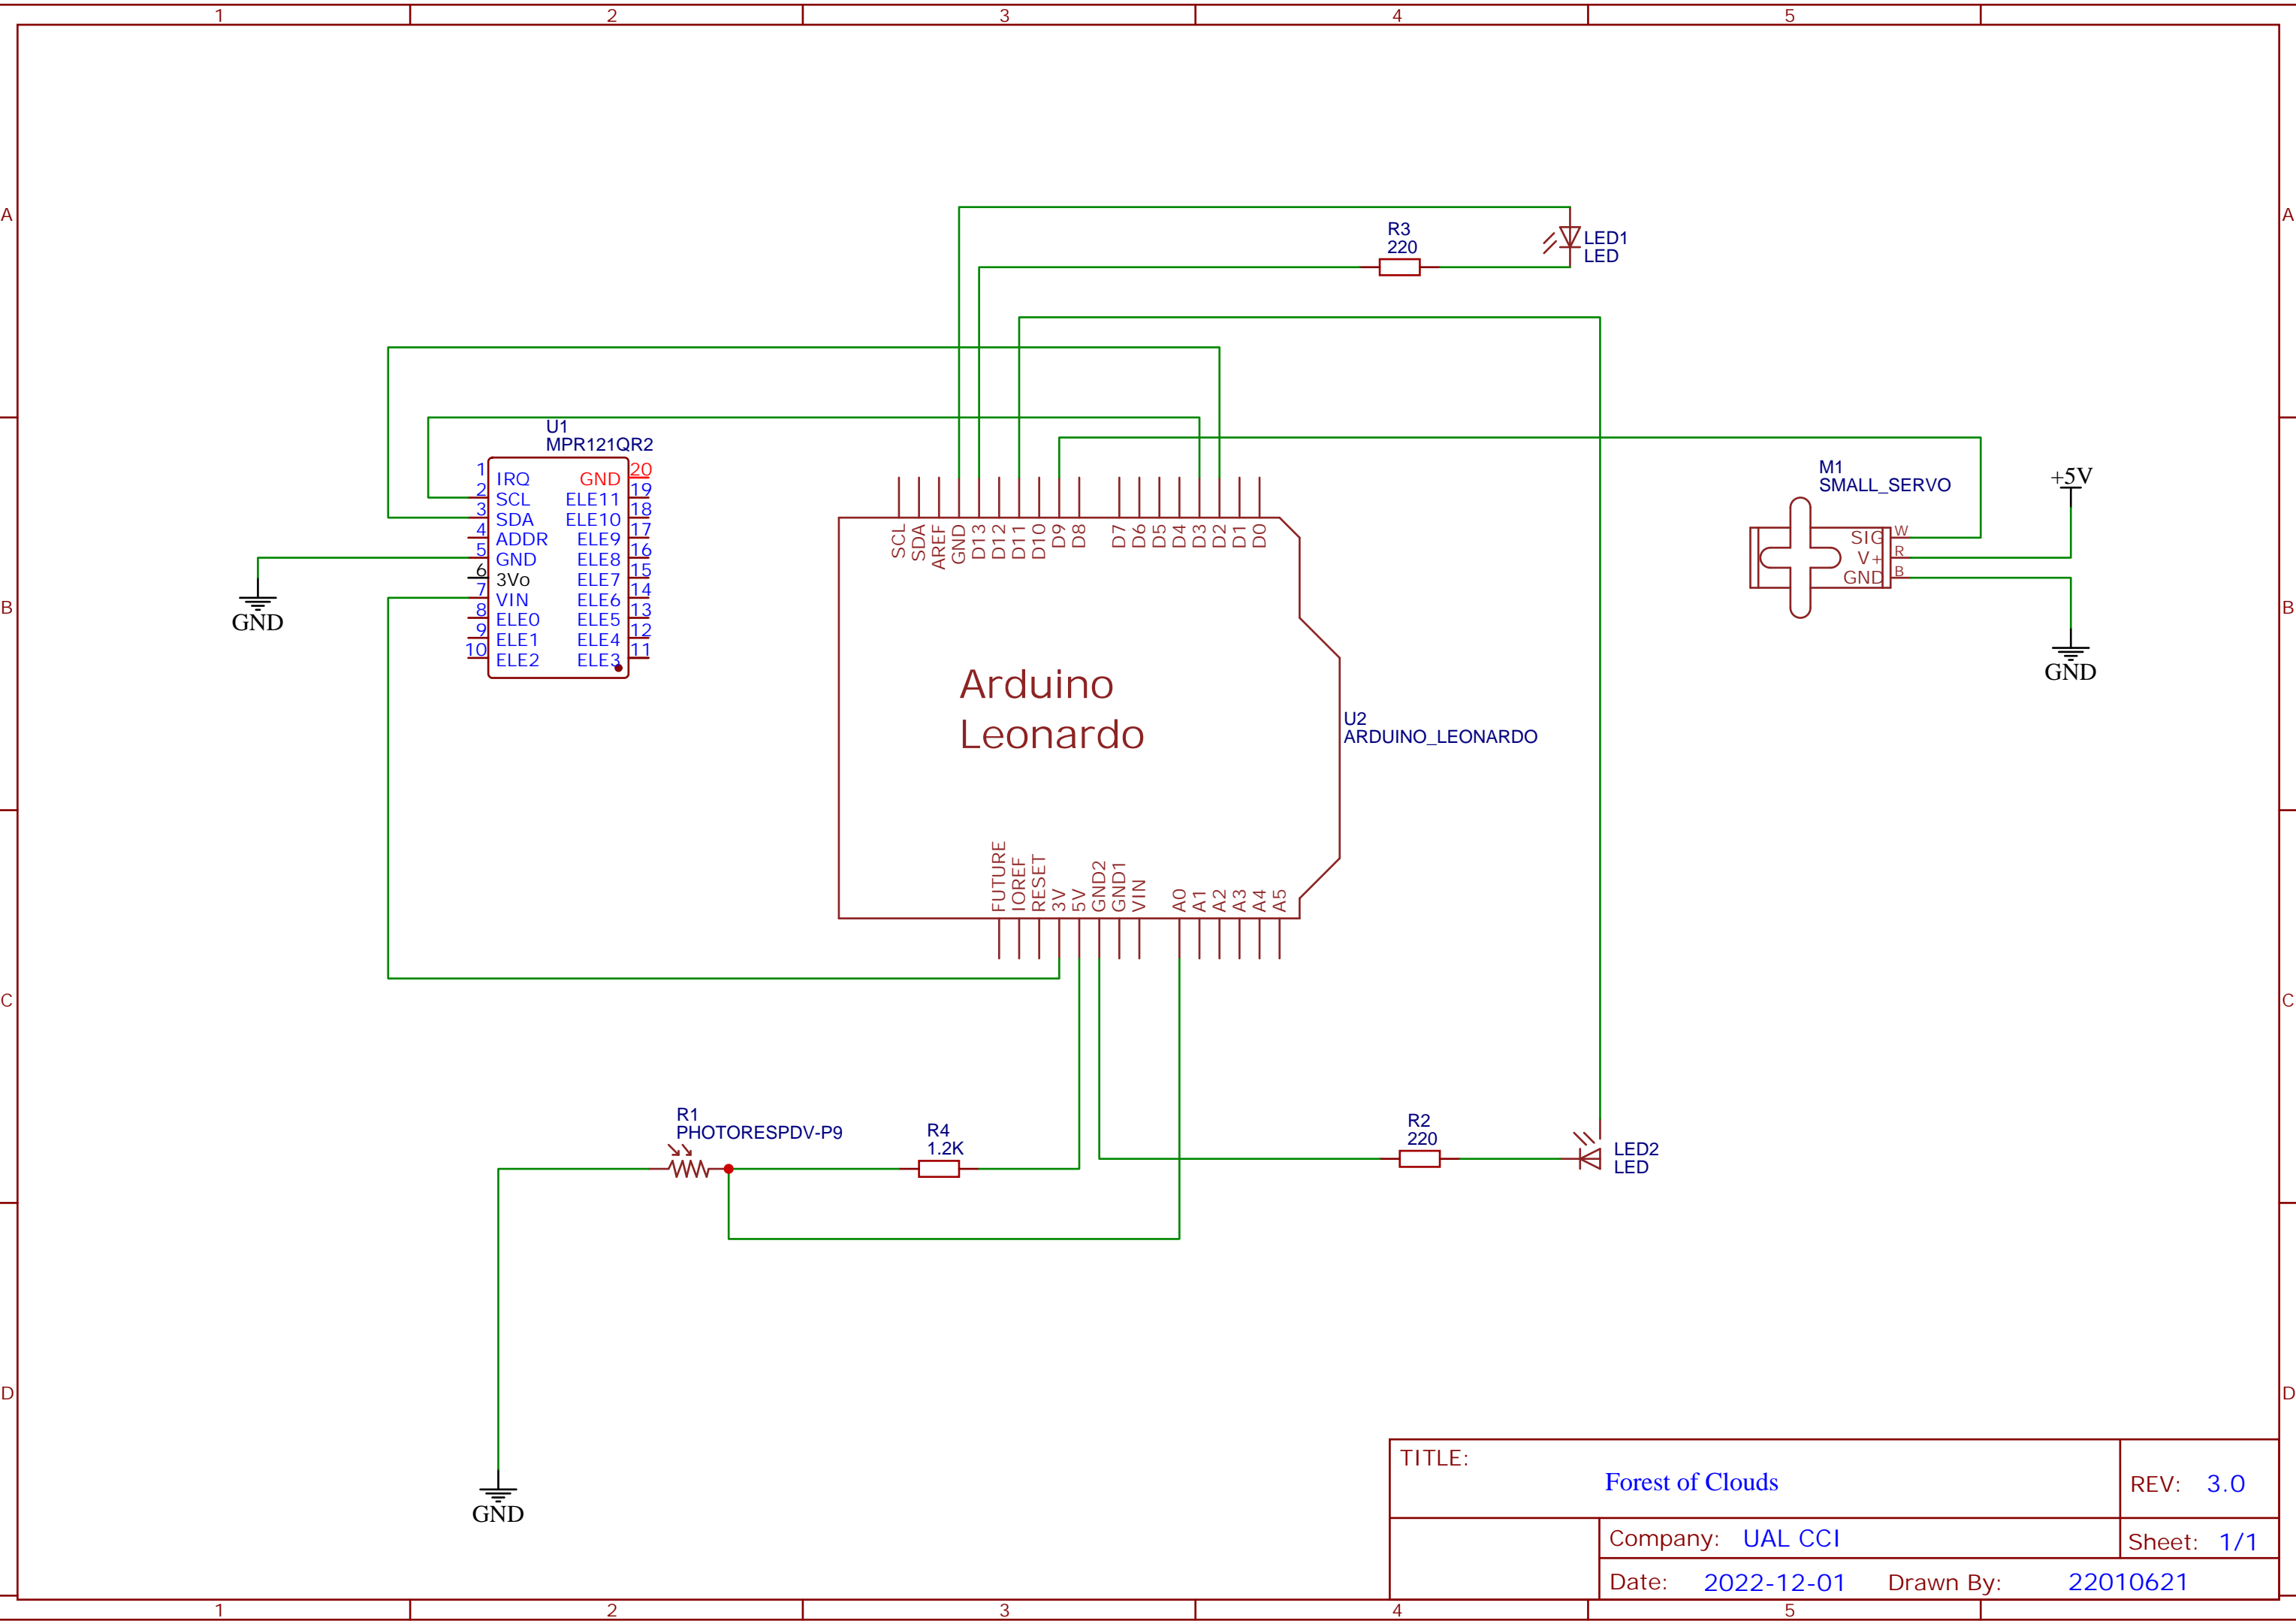 1 2 3 4 5
A A
R3
220
LED1
LED
U1
MPR121QR2
1 IRQ GND 20
2 SCL ELE11 19
3 SDA ELE10 18
4 ADDR ELE9 17
5 GND ELE8 16
6 3Vo ELE7 15
7 VIN ELE6 14
8 ELE0 ELE5 13
9 ELE1 ELE4 12
10 ELE2 ELE3 11
GND
SCL SDA AREF GND D13 D12 D11 D10 D9 D8 D7 D6 D5 D4 D3 D2 D1 D0
M1
SMALL_SERVO
SIG W
V+ R
GND B
+5V
GND
B B
Arduino
Leonardo
U2
ARDUINO_LEONARDO
FUTURE IOREF RESET 3V 5V GND2 GND1 VIN A0 A1 A2 A3 A4 A5
C C
R1
PHOTORESPDV-P9
R4
1.2K
R2
220
LED2
LED
D D
GND
TITLE:
Forest of Clouds
REV: 3.0
Company: UAL CCI
Sheet: 1/1
Date: 2022-12-01 Drawn By: 22010621
1 2 3 4 5